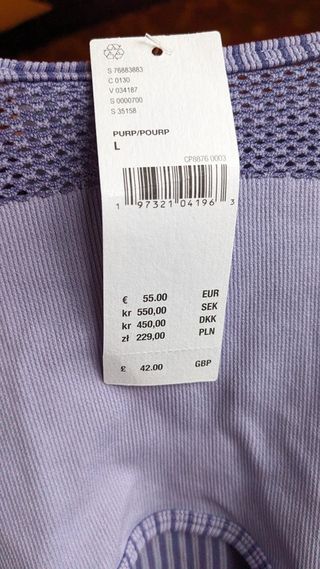 S 76883883
C 0130
V 034187
S 0000700
S 35158
PURP/POURP
L
CP8876 0003
1 97321 04196 3
€ 55.00 EUR
kr 550,00 SEK
kr 450,00 DKK
zł 229,00 PLN
£ 42.00 GBP